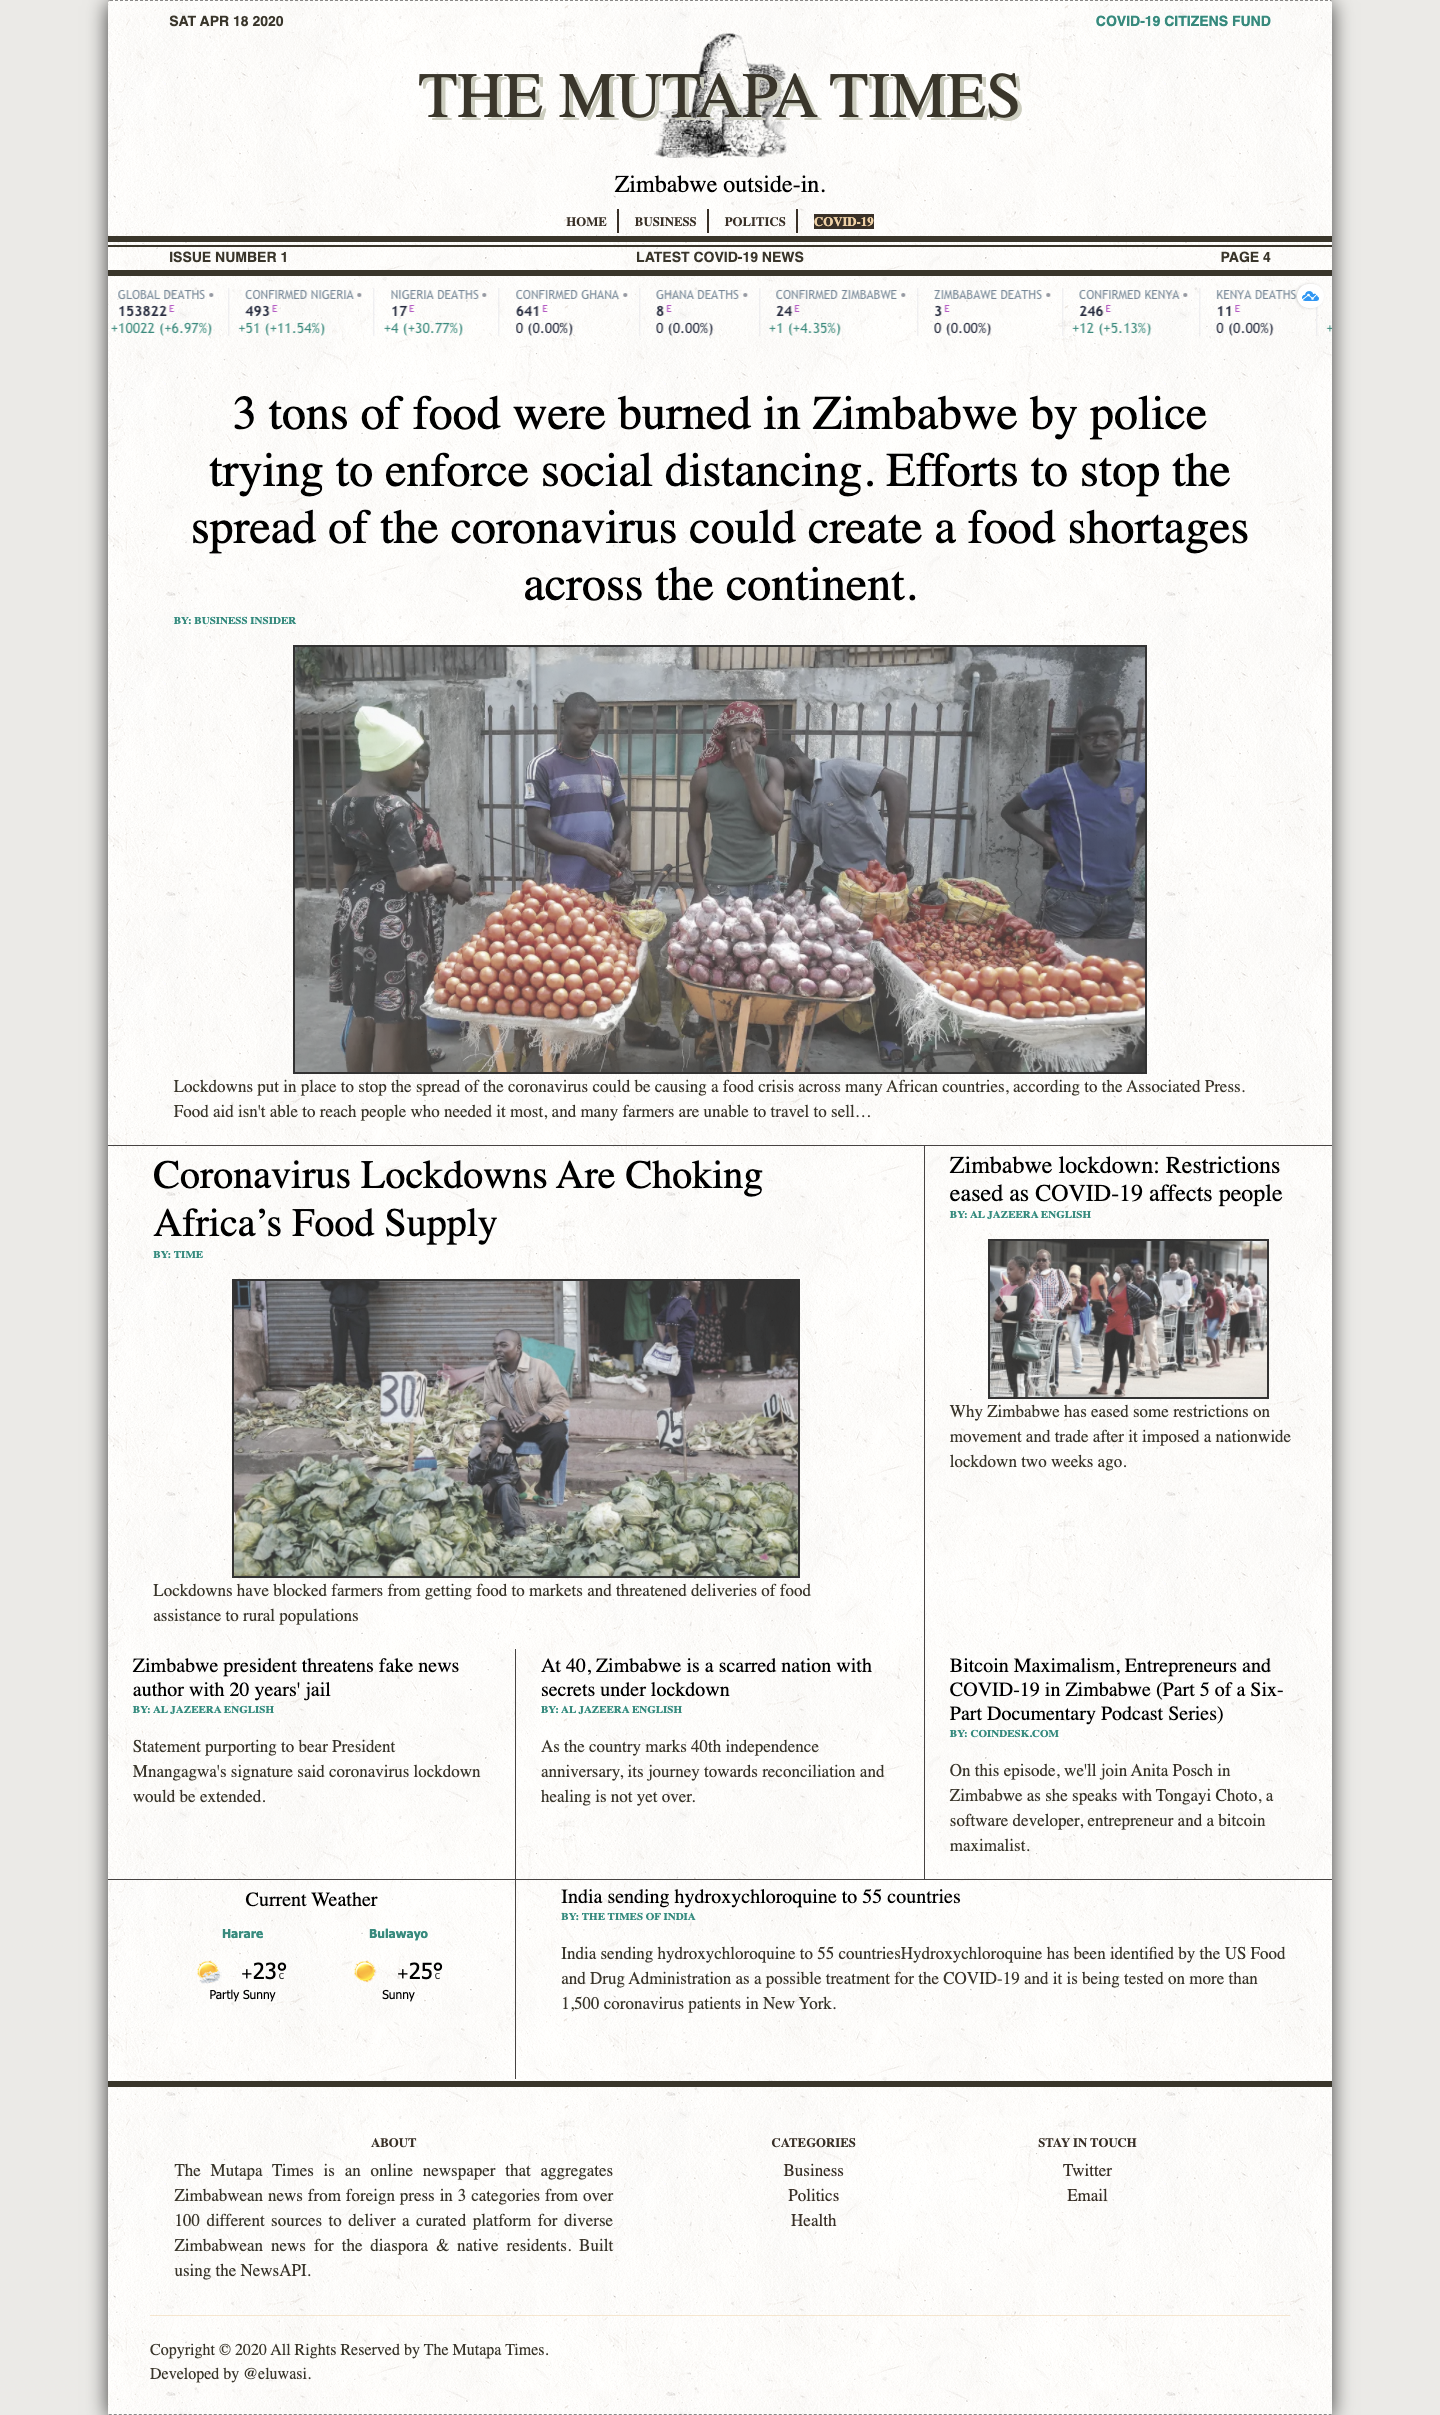 SAT APR 18 2020
COVID-19 CITIZENS FUND
THE MUTAPA TIMES
Zimbabwe outside-in.
HOME
BUSINESS
POLITICS
COVID-19
ISSUE NUMBER 1
LATEST COVID-19 NEWS
PAGE 4
GLOBAL DEATHS •
153822 E
+10022 (+6.97%)
CONFIRMED NIGERIA •
493 E
+51 (+11.54%)
NIGERIA DEATHS •
17 E
+4 (+30.77%)
CONFIRMED GHANA •
641 E
0 (0.00%)
GHANA DEATHS •
8 E
0 (0.00%)
CONFIRMED ZIMBABWE •
24 E
+1 (+4.35%)
ZIMBABAWE DEATHS •
3 E
0 (0.00%)
CONFIRMED KENYA •
246 E
+12 (+5.13%)
KENYA DEATHS
11 E
0 (0.00%)
+
3 tons of food were burned in Zimbabwe by police
trying to enforce social distancing. Efforts to stop the
spread of the coronavirus could create a food shortages
across the continent.
BY: BUSINESS INSIDER
Lockdowns put in place to stop the spread of the coronavirus could be causing a food crisis across many African countries, according to the Associated Press.
Food aid isn't able to reach people who needed it most, and many farmers are unable to travel to sell…
Coronavirus Lockdowns Are Choking
Africa’s Food Supply
BY: TIME
30
25
Lockdowns have blocked farmers from getting food to markets and threatened deliveries of food
assistance to rural populations
Zimbabwe lockdown: Restrictions
eased as COVID-19 affects people
BY: AL JAZEERA ENGLISH
Why Zimbabwe has eased some restrictions on
movement and trade after it imposed a nationwide
lockdown two weeks ago.
Zimbabwe president threatens fake news
author with 20 years' jail
BY: AL JAZEERA ENGLISH
Statement purporting to bear President
Mnangagwa's signature said coronavirus lockdown
would be extended.
At 40, Zimbabwe is a scarred nation with
secrets under lockdown
BY: AL JAZEERA ENGLISH
As the country marks 40th independence
anniversary, its journey towards reconciliation and
healing is not yet over.
Bitcoin Maximalism, Entrepreneurs and
COVID-19 in Zimbabwe (Part 5 of a Six-
Part Documentary Podcast Series)
BY: COINDESK.COM
On this episode, we'll join Anita Posch in
Zimbabwe as she speaks with Tongayi Choto, a
software developer, entrepreneur and a bitcoin
maximalist.
Current Weather
Harare
+23°C
Partly Sunny
Bulawayo
+25°C
Sunny
India sending hydroxychloroquine to 55 countries
BY: THE TIMES OF INDIA
India sending hydroxychloroquine to 55 countriesHydroxychloroquine has been identified by the US Food
and Drug Administration as a possible treatment for the COVID-19 and it is being tested on more than
1,500 coronavirus patients in New York.
ABOUT
The Mutapa Times is an online newspaper that aggregates
Zimbabwean news from foreign press in 3 categories from over
100 different sources to deliver a curated platform for diverse
Zimbabwean news for the diaspora & native residents. Built
using the NewsAPI.
CATEGORIES
Business
Politics
Health
STAY IN TOUCH
Twitter
Email
Copyright © 2020 All Rights Reserved by The Mutapa Times.
Developed by @eluwasi.